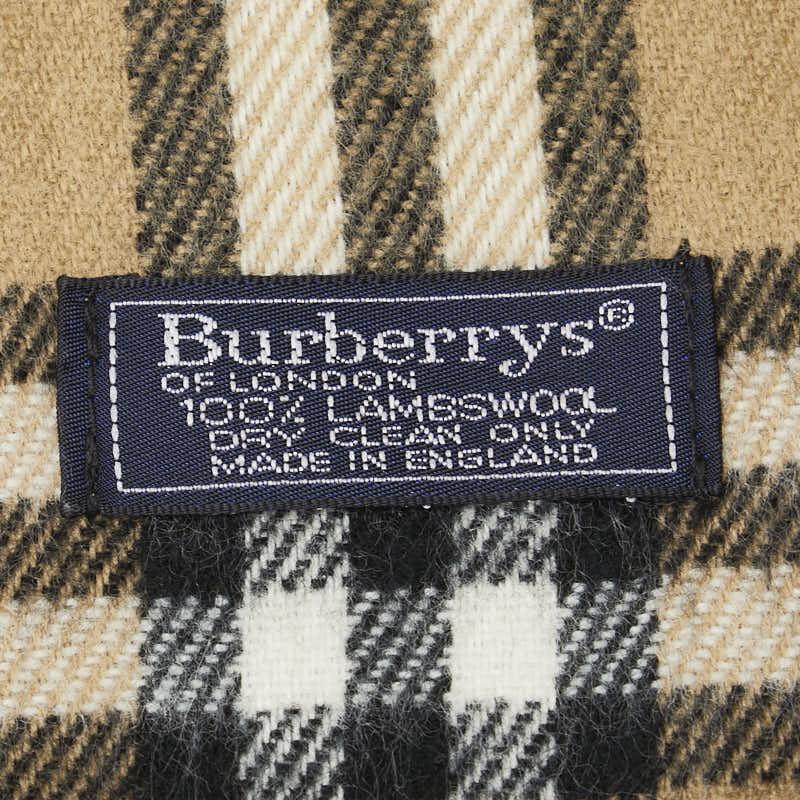 Burberrys®
OF LONDON
100% LAMBSWOOL
DRY CLEAN ONLY
MADE IN ENGLAND